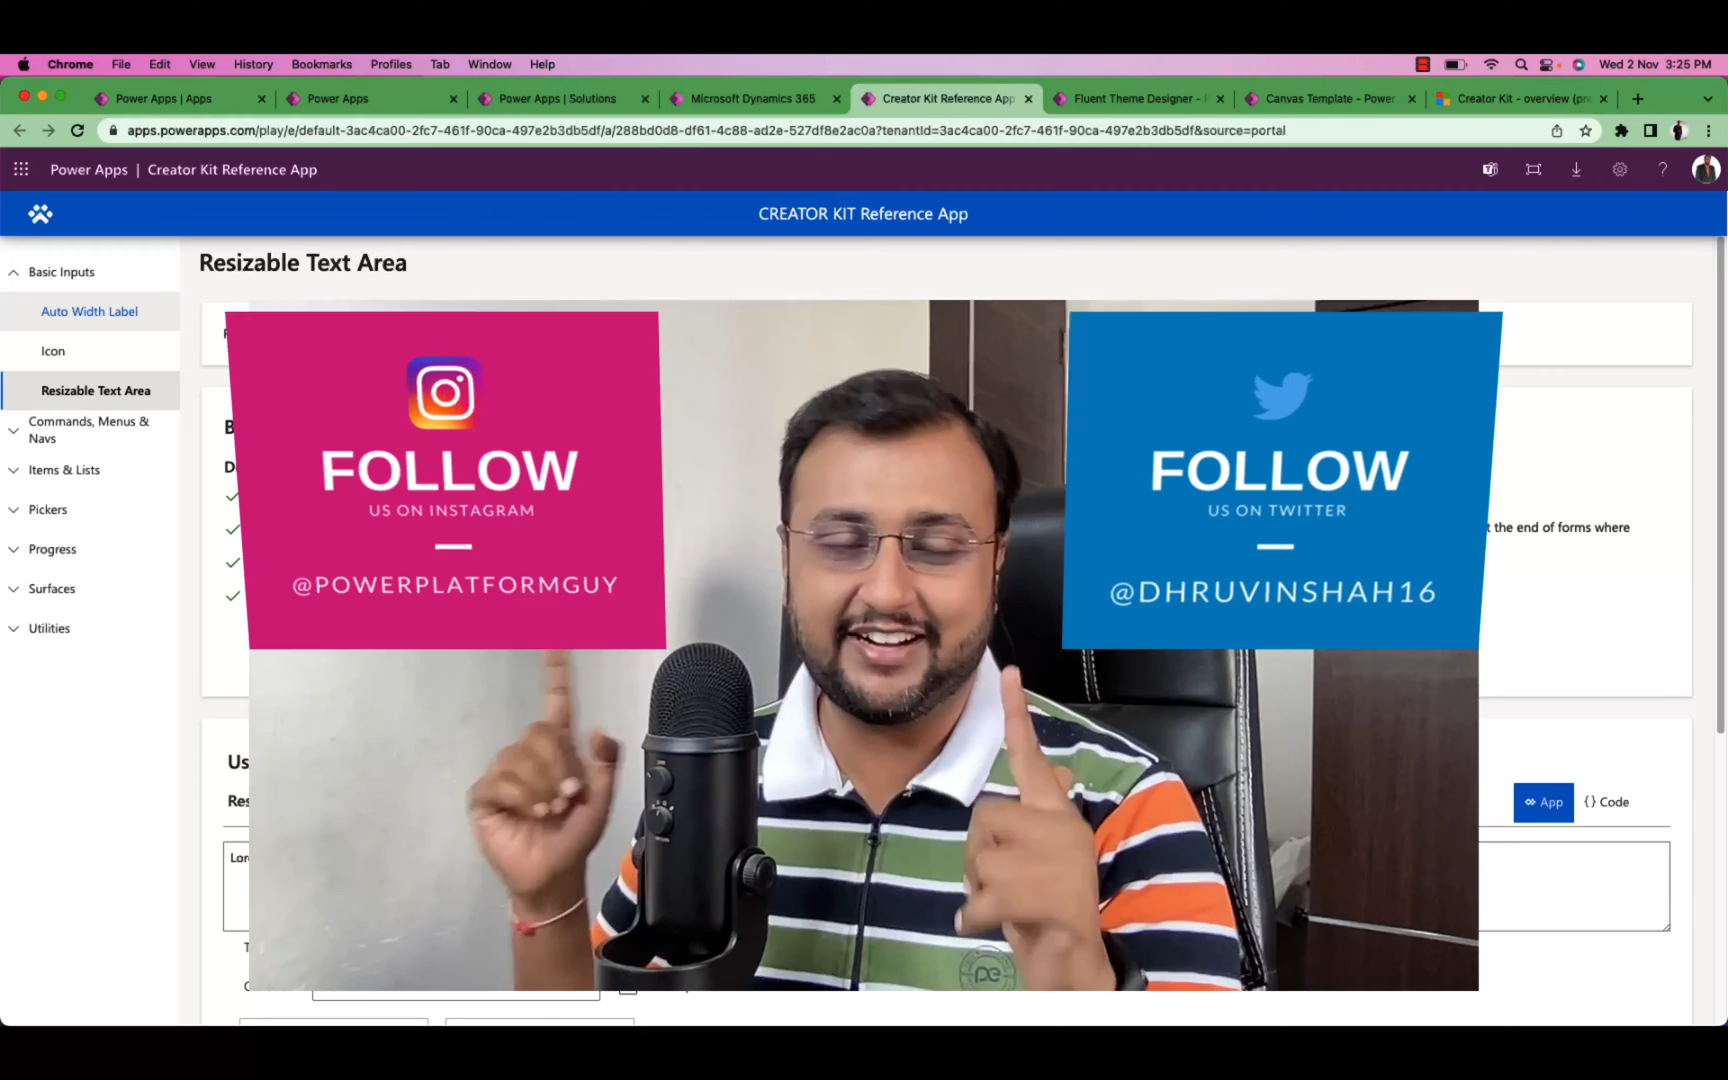 Chrome File Edit View History Bookmarks Profiles Tab Window Help Wed 2 Nov 3:25 PM
Power Apps | Apps Power Apps Power Apps | Solutions Microsoft Dynamics 365 Creator Kit Reference App Fluent Theme Designer - Canvas Template - Power Creator Kit - overview (pre
apps.powerapps.com/play/e/default-3ac4ca00-2fc7-461f-90ca-497e2b3db5df/a/288bd0d8-df61-4c88-ad2e-527df8e2ac0a?tenantId=3ac4ca00-2fc7-461f-90ca-497e2b3db5df&source=portal
Power Apps | Creator Kit Reference App
CREATOR KIT Reference App
Resizable Text Area
Basic Inputs
Auto Width Label
Icon
Resizable Text Area
Commands, Menus &
Navs
Items & Lists
Pickers
Progress
Surfaces
Utilities
FOLLOW
US ON INSTAGRAM
@POWERPLATFORMGUY
FOLLOW
US ON TWITTER
@DHRUVINSHAH16
t the end of forms where
Us
Res
App {} Code
Lor
pe